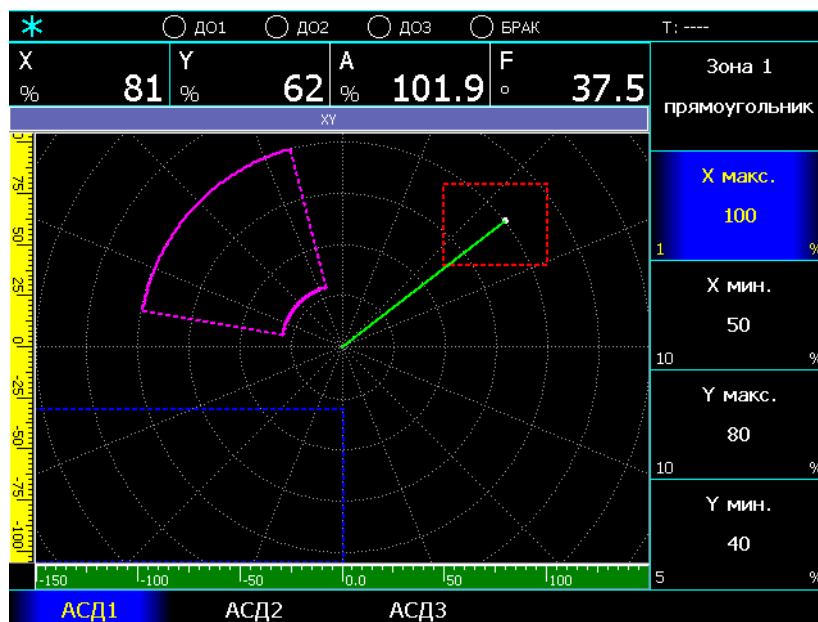 ДО1 ДО2 ДО3 БРАК T: ----
X % 81
Y % 62
A % 101.9
F ° 37.5
XY
Зона 1
прямоугольник
X макс.
100
1 %
X мин.
50
10 %
Y макс.
80
10 %
Y мин.
40
5 %
75
50
25
0
-25
-50
-75
-100
-150 -100 -50 0.0 50 100
АСД1 АСД2 АСД3